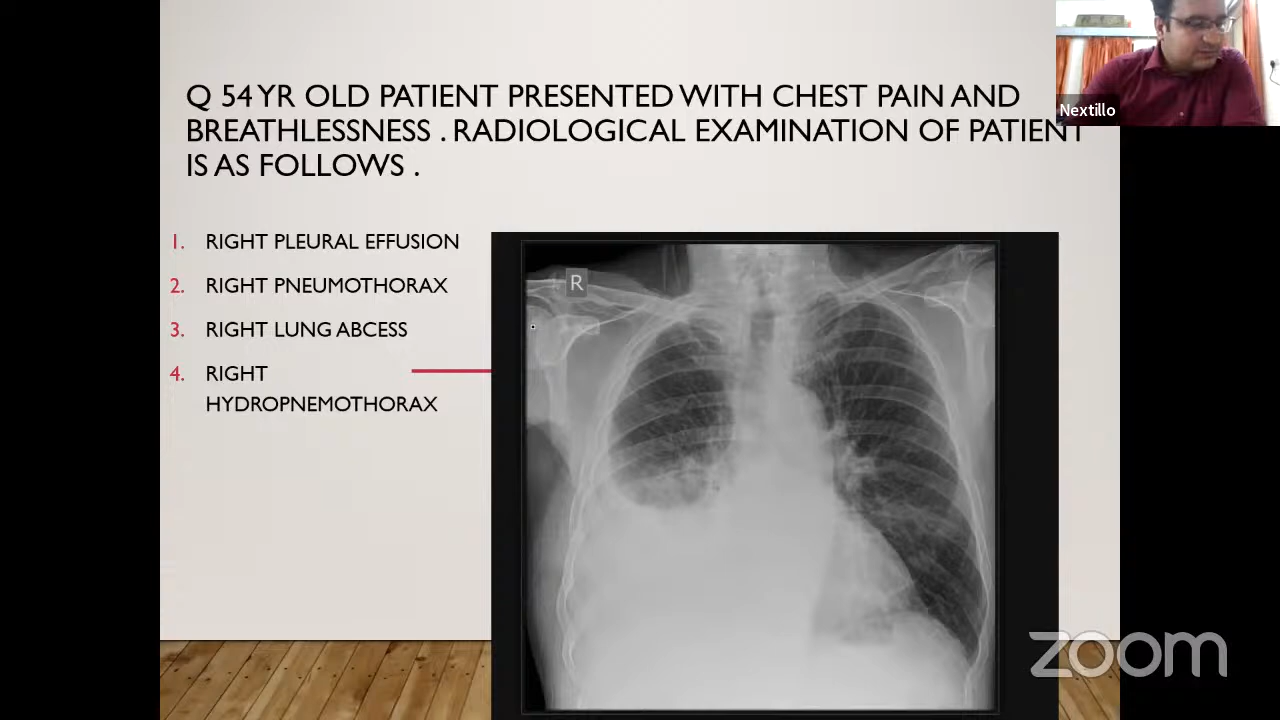 Q 54 YR OLD PATIENT PRESENTED WITH CHEST PAIN AND
BREATHLESSNESS . RADIOLOGICAL EXAMINATION OF PATIENT
IS AS FOLLOWS .
1. RIGHT PLEURAL EFFUSION
2. RIGHT PNEUMOTHORAX
3. RIGHT LUNG ABCESS
4. RIGHT
HYDROPNEMOTHORAX
R
Nextillo
zoom